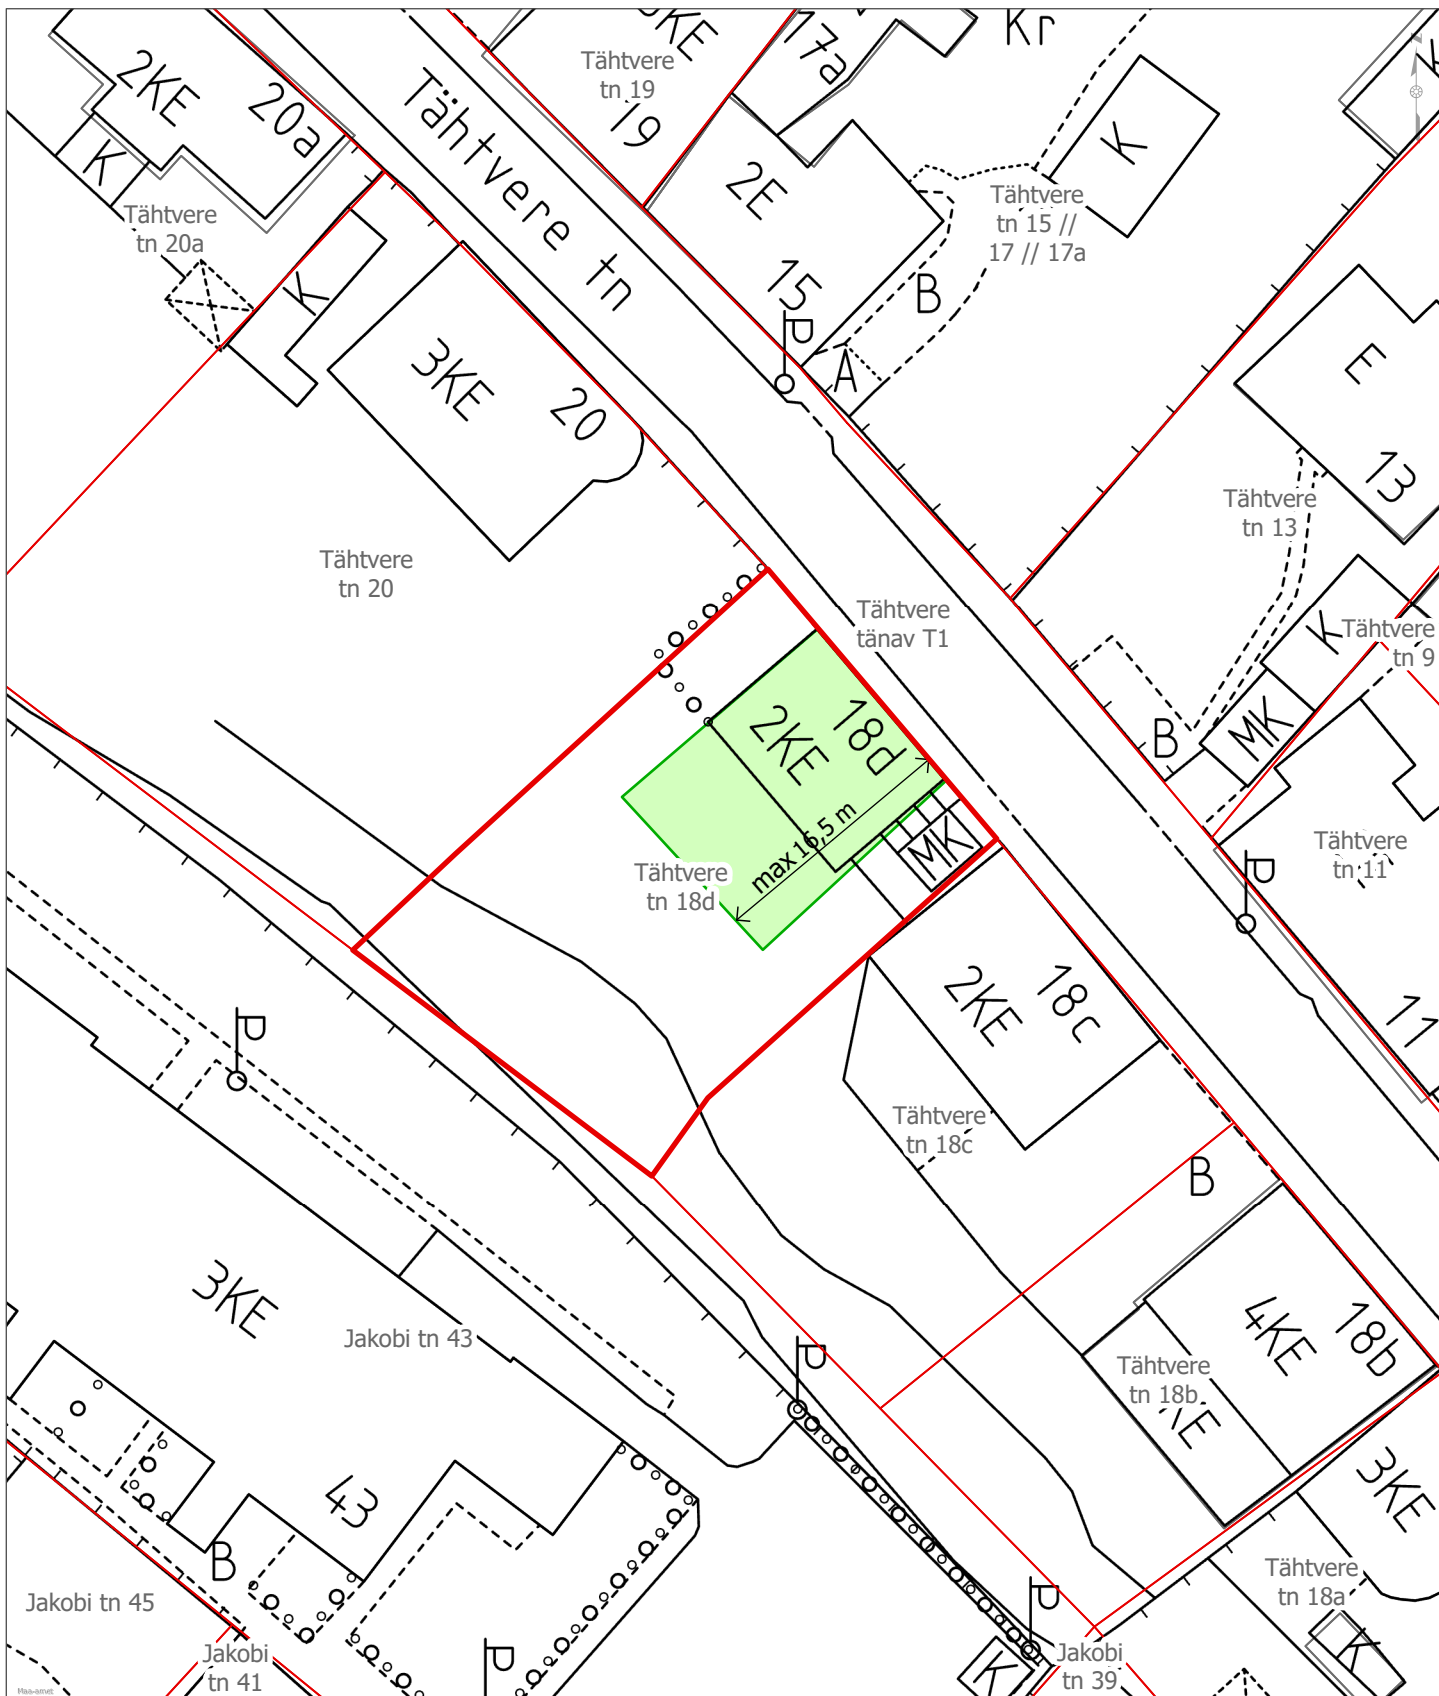 3KE
17a
Kr
K
2KE
Tähtvere
tn 19
20a
Tähtvere tn
19
K
K
2E
Tähtvere
tn 15 //
17 // 17a
Tähtvere
tn 20a
K
15
B
P
A
E
3KE
20
13
Tähtvere
tn 13
Tähtvere
tn 20
Tähtvere
tänav T1
K
Tähtvere
tn 9
2KE
18d
B
MK
max 16,5 m
MK
Tähtvere
tn 11
Tähtvere
tn 18d
P
2KE
18c
11
P
Tähtvere
tn 18c
B
3KE
Jakobi tn 43
4KE
18b
Tähtvere
tn 18b
KE
P
43
3KE
B
Jakobi tn 45
Tähtvere
tn 18a
P
Jakobi
tn 41
P
K
Jakobi
tn 39
K
Maa-amet